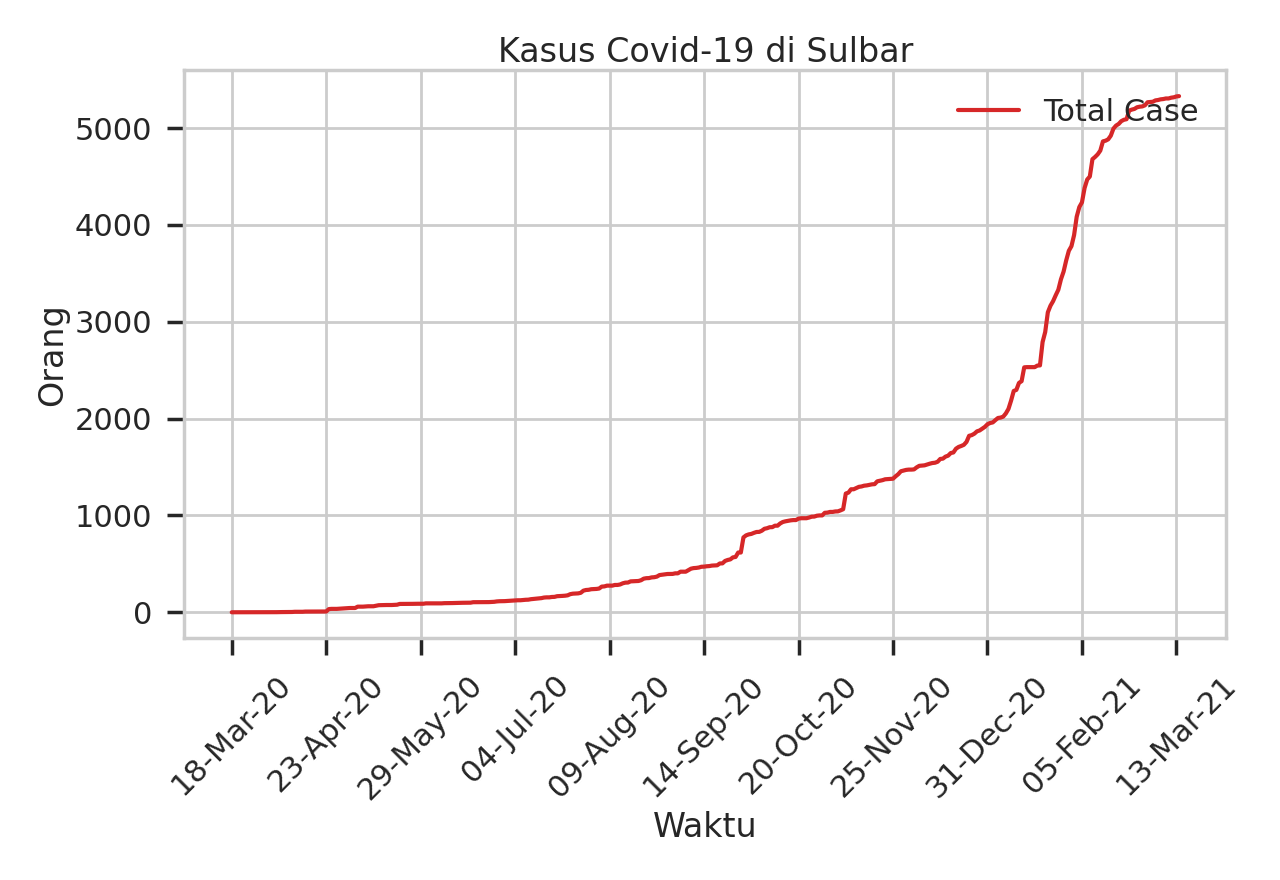 Kasus Covid-19 di Sulbar
Total Case
Orang
5000
4000
3000
2000
1000
0
18-Mar-20
23-Apr-20
29-May-20
04-Jul-20
09-Aug-20
14-Sep-20
20-Oct-20
25-Nov-20
31-Dec-20
05-Feb-21
13-Mar-21
Waktu